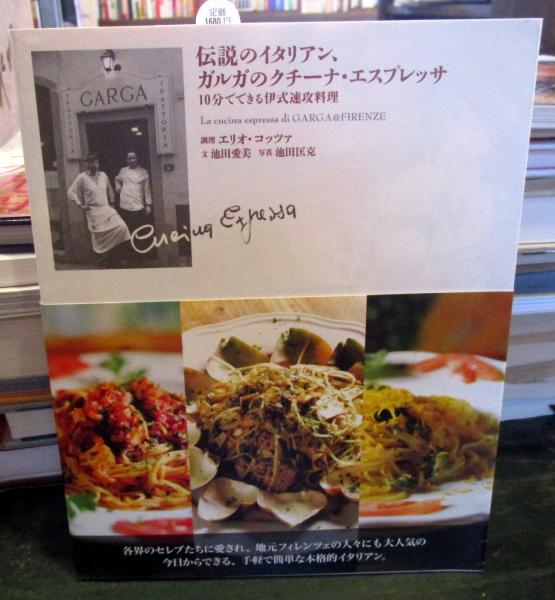 定価
1680円
伝説のイタリアン、
ガルガのクチーナ・エスプレッサ
10分でできる伊式速攻料理
La cucina espressa di GARGA@FIRENZE
調理 エリオ・コッツァ
文 池田愛美 写真 池田匡克
GARGA
TRATTORIA
TRATTORIA
Cucina Espressa
各界のセレブたちに愛され、地元フィレンツェの人々にも大人気の
今日からできる、手軽で簡単な本格的イタリアン。